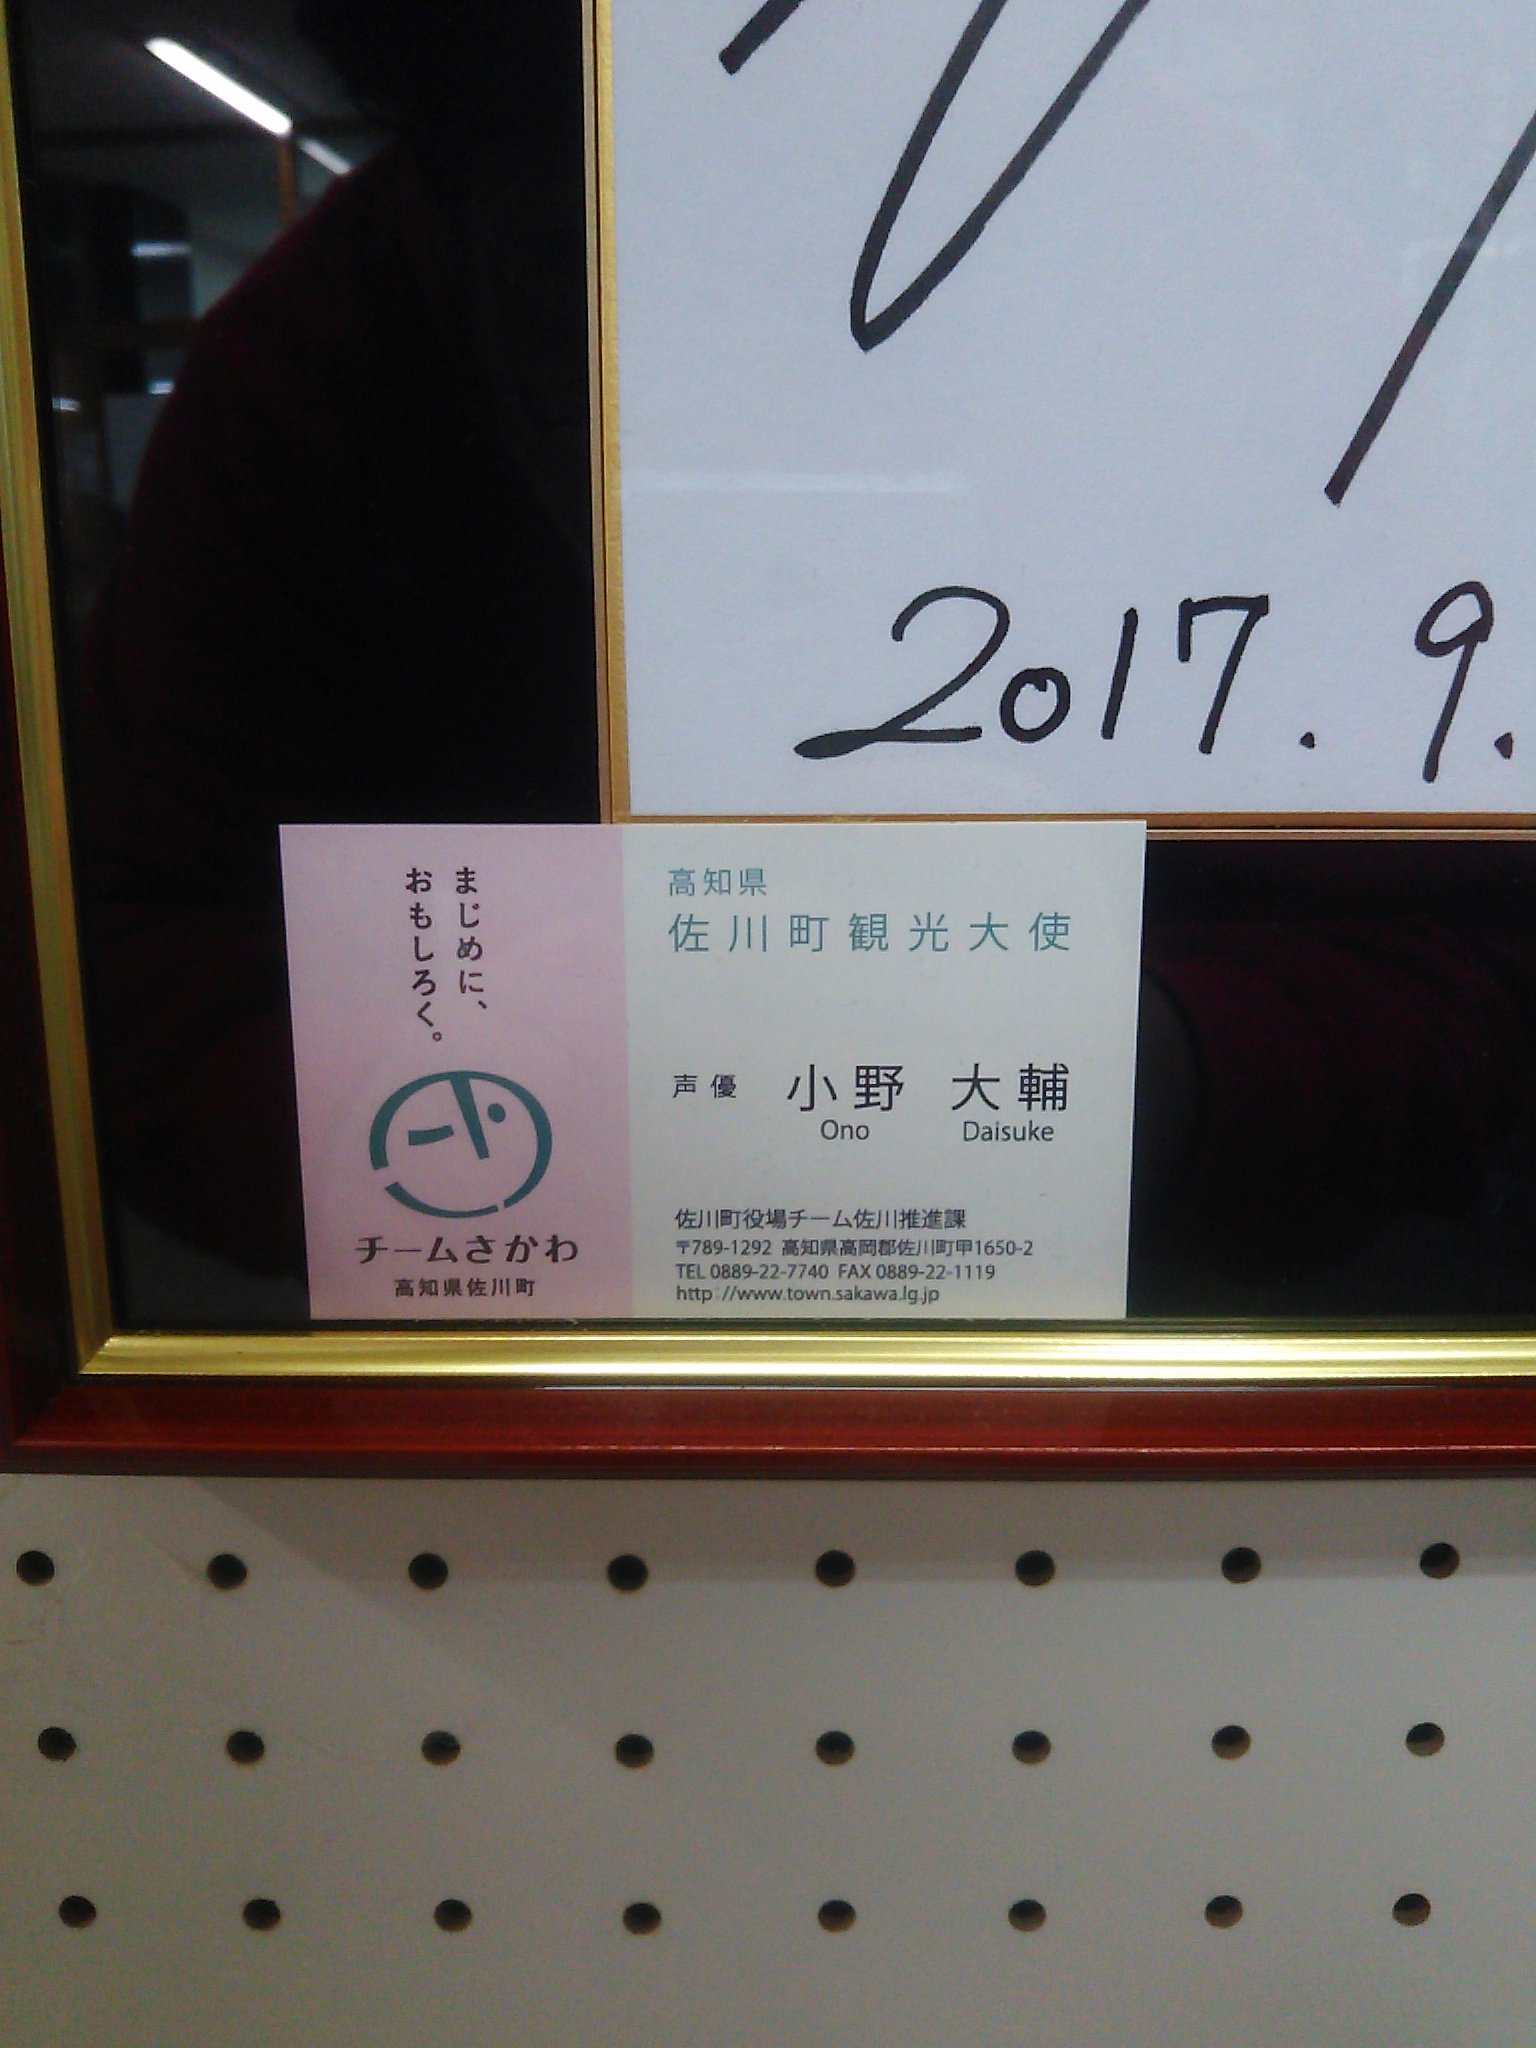 2017.9.
まじめに、
おもしろく。
チームさかわ
高知県佐川町
高知県
佐川町観光大使
声優 小野 大輔
Ono Daisuke
佐川町役場チーム佐川推進課
〒789-1292 高知県高岡郡佐川町甲1650-2
TEL 0889-22-7740 FAX 0889-22-1119
http://www.town.sakawa.lg.jp